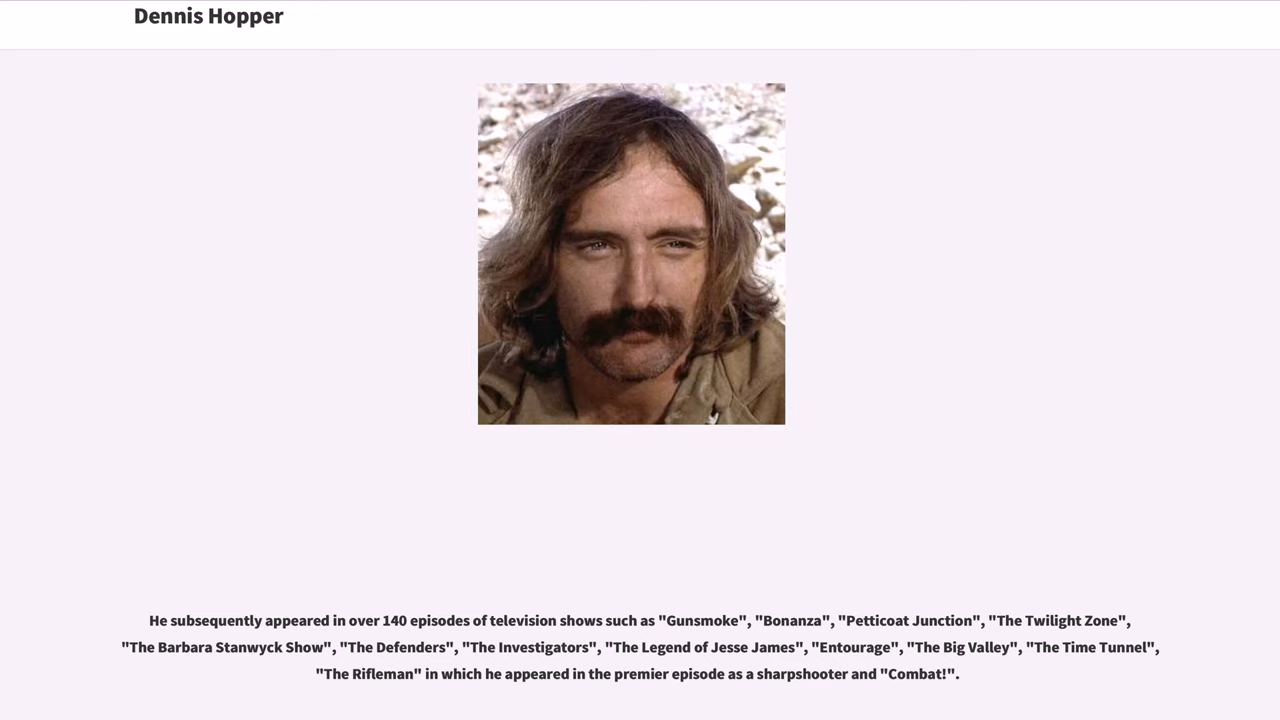 Dennis Hopper
He subsequently appeared in over 140 episodes of television shows such as "Gunsmoke", "Bonanza", "Petticoat Junction", "The Twilight Zone",
"The Barbara Stanwyck Show", "The Defenders", "The Investigators", "The Legend of Jesse James", "Entourage", "The Big Valley", "The Time Tunnel",
"The Rifleman" in which he appeared in the premier episode as a sharpshooter and "Combat!".